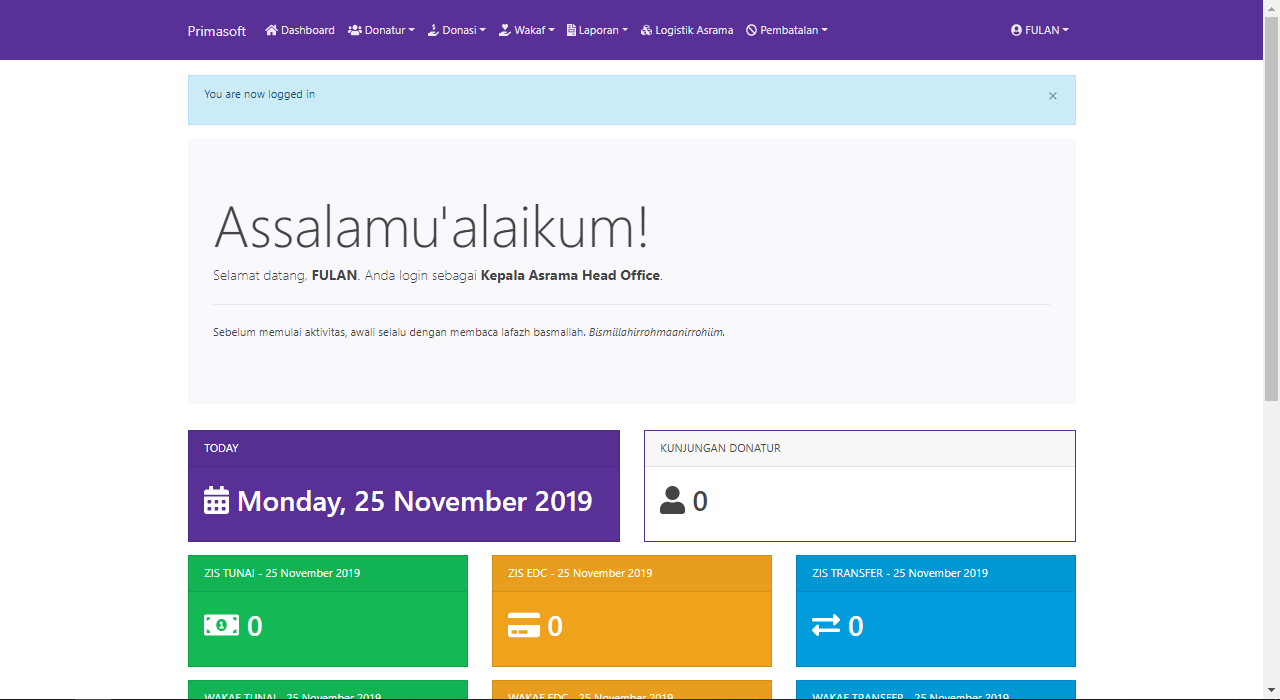 Primasoft Dashboard Donatur Donasi Wakaf Laporan Logistik Asrama Pembatalan FULAN
You are now logged in ×
Assalamu'alaikum!
Selamat datang, FULAN. Anda login sebagai Kepala Asrama Head Office.
Sebelum memulai aktivitas, awali selalu dengan membaca lafazh basmallah. Bismillahirrohmaanirrohiim.
TODAY
Monday, 25 November 2019
KUNJUNGAN DONATUR
0
ZIS TUNAI - 25 November 2019
0
ZIS EDC - 25 November 2019
0
ZIS TRANSFER - 25 November 2019
0
WAKAF TUNAI - 25 November 2019
WAKAF EDC - 25 November 2019
WAKAF TRANSFER - 25 November 2019